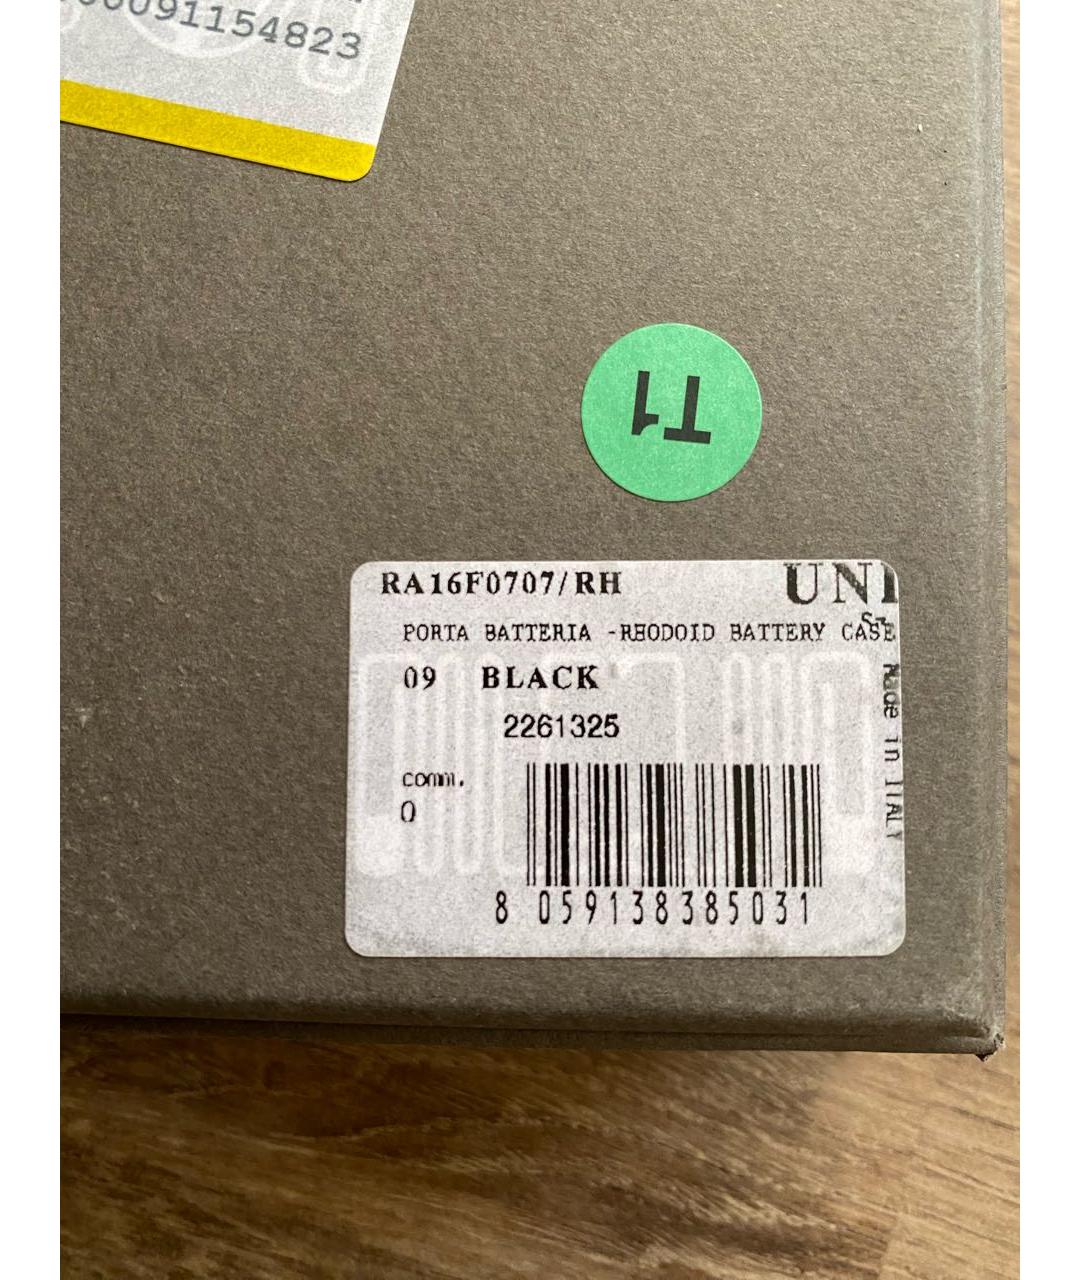 091154823
T1
RA16F0707/RH
UNI
PORTA BATTERIA -RHODOID BATTERY CASE
09 BLACK
2261325
comm.
0
Made in ITALY
8 059138385031